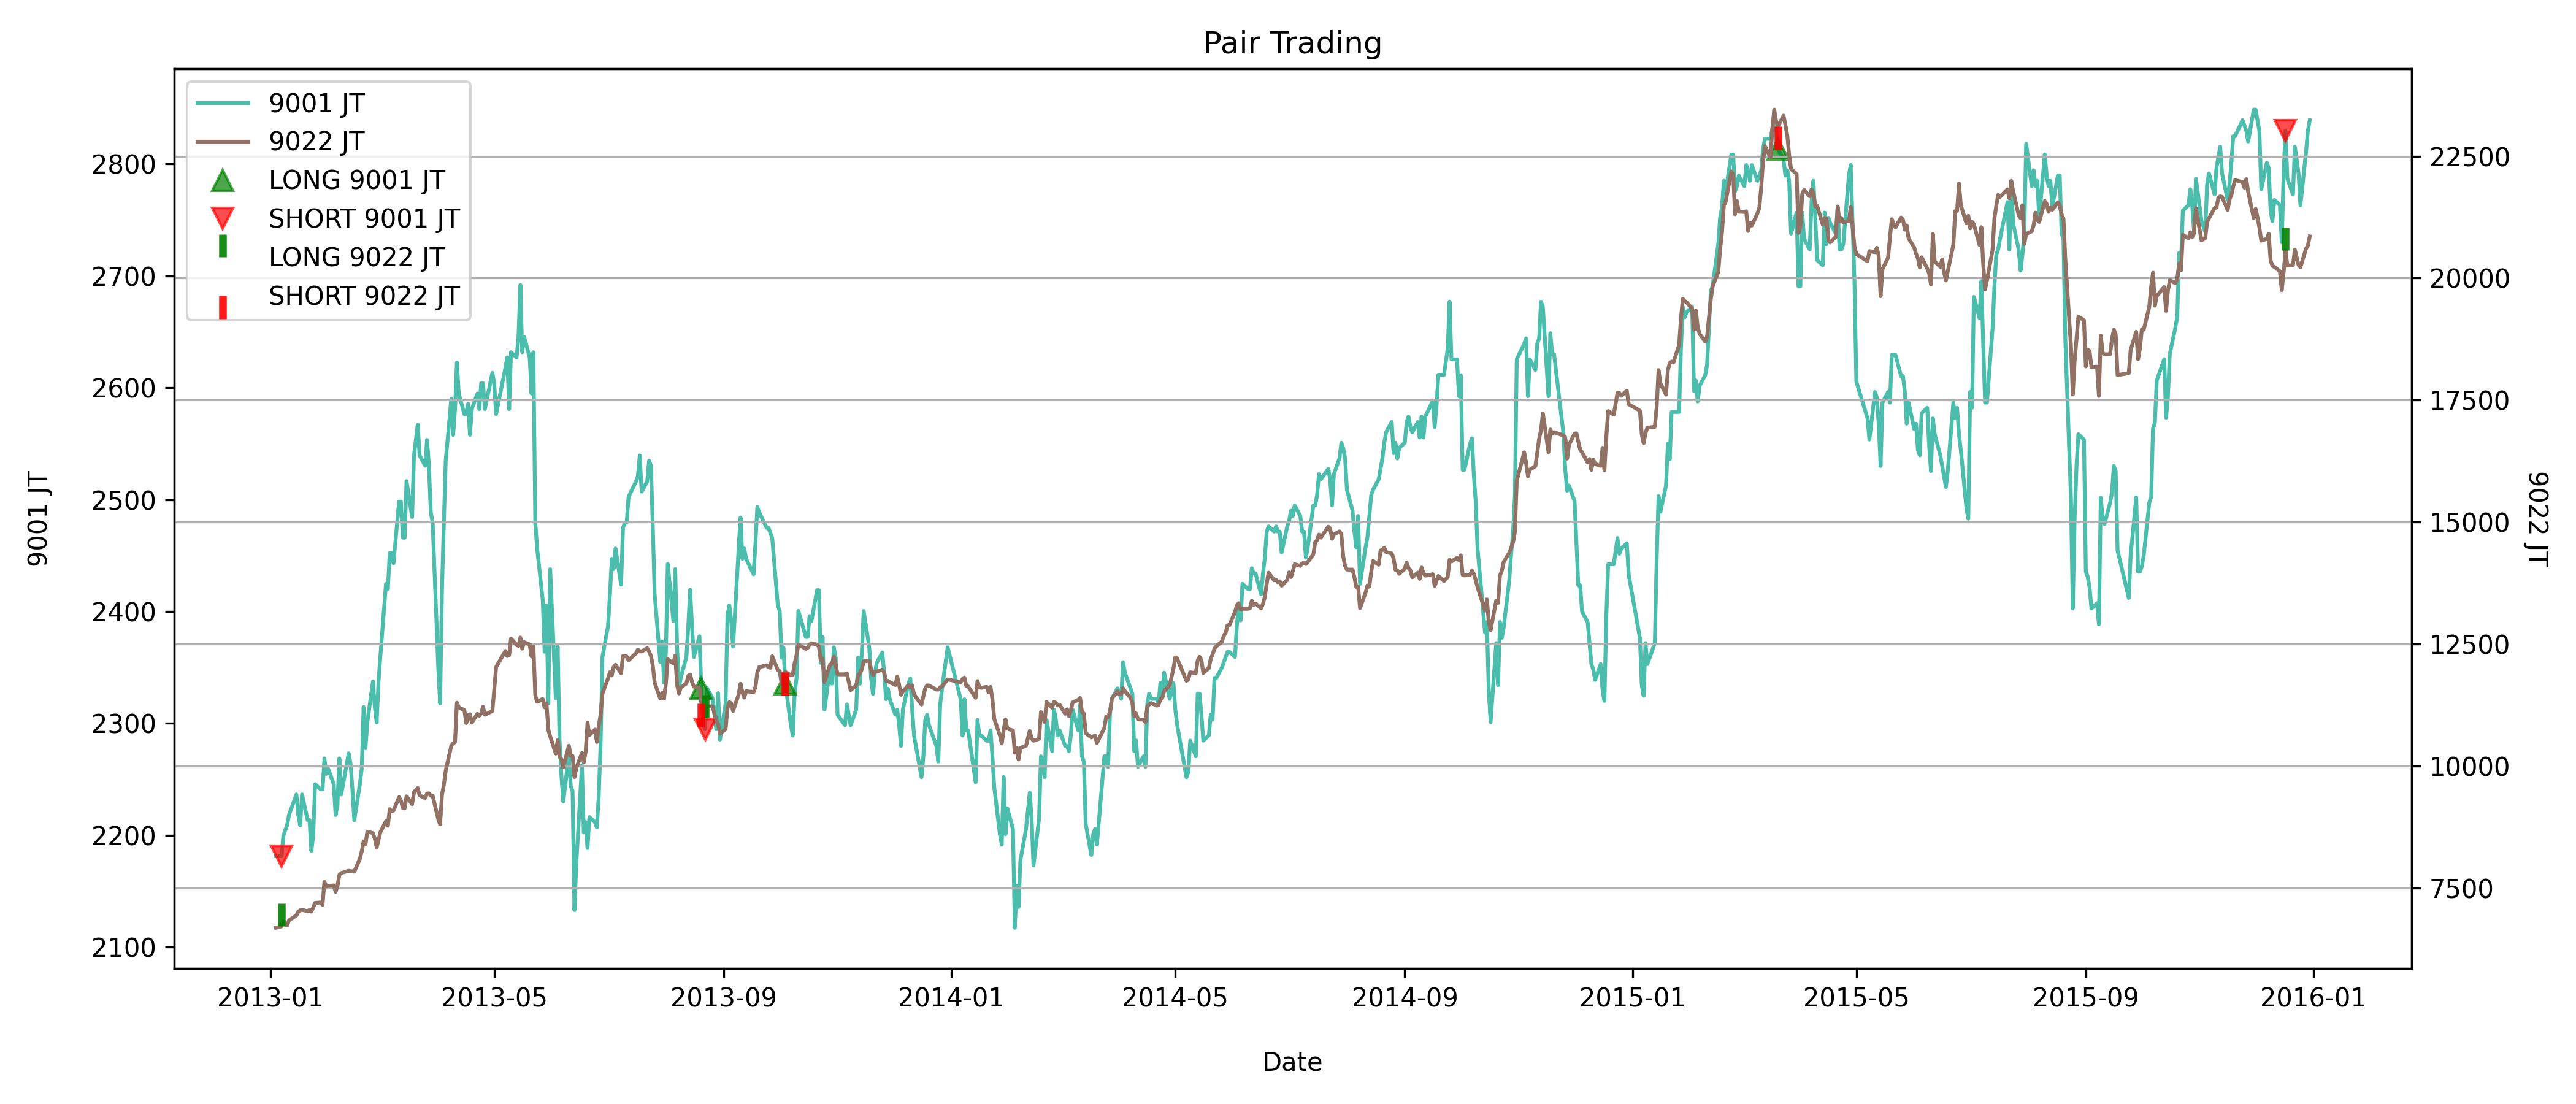 Pair Trading
9001 JT
9022 JT
LONG 9001 JT
SHORT 9001 JT
LONG 9022 JT
SHORT 9022 JT
2800
2700
2600
2500
2400
2300
2200
2100
9001 JT
22500
20000
17500
15000
12500
10000
7500
9022 JT
2013-01
2013-05
2013-09
2014-01
2014-05
2014-09
2015-01
2015-05
2015-09
2016-01
Date